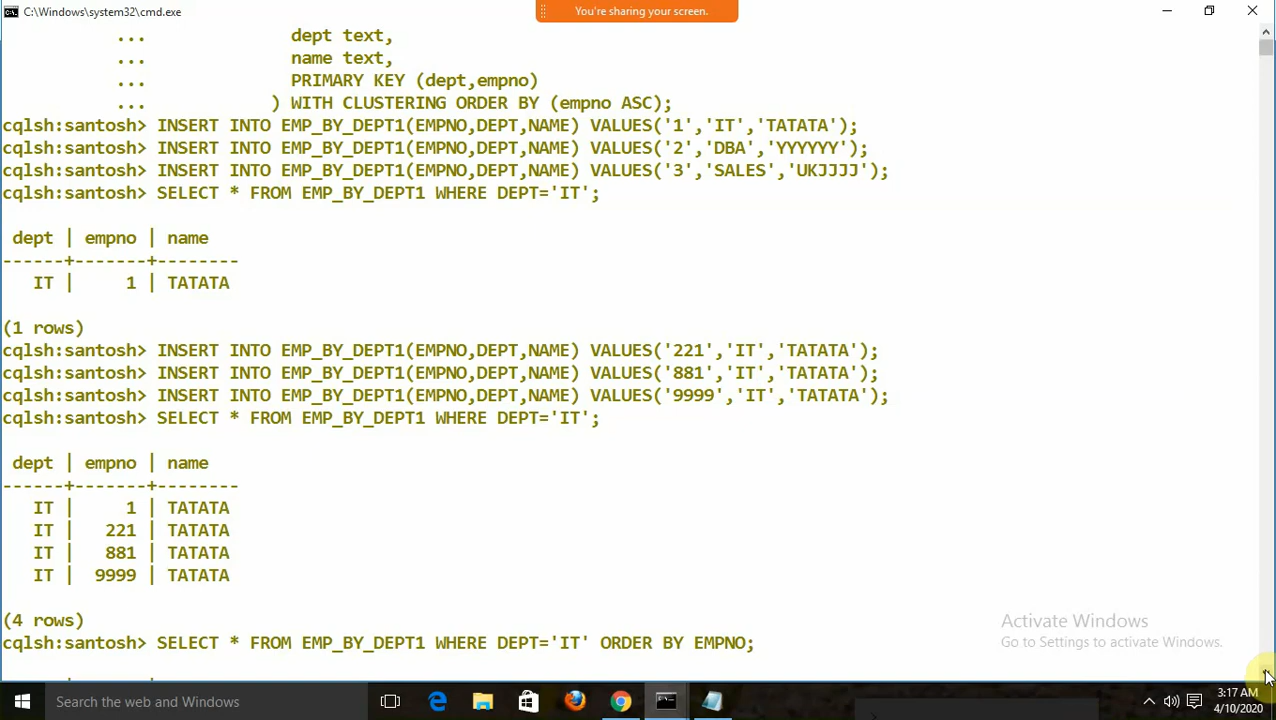 C:\Windows\system32\cmd.exe
You're sharing your screen.
... dept text,
... name text,
... PRIMARY KEY (dept,empno)
... ) WITH CLUSTERING ORDER BY (empno ASC);
cqlsh:santosh> INSERT INTO EMP_BY_DEPT1(EMPNO,DEPT,NAME) VALUES('1','IT','TATATA');
cqlsh:santosh> INSERT INTO EMP_BY_DEPT1(EMPNO,DEPT,NAME) VALUES('2','DBA','YYYYYY');
cqlsh:santosh> INSERT INTO EMP_BY_DEPT1(EMPNO,DEPT,NAME) VALUES('3','SALES','UKJJJJ');
cqlsh:santosh> SELECT * FROM EMP_BY_DEPT1 WHERE DEPT='IT';
dept | empno | name
------+-------+--------
IT | 1 | TATATA
(1 rows)
cqlsh:santosh> INSERT INTO EMP_BY_DEPT1(EMPNO,DEPT,NAME) VALUES('221','IT','TATATA');
cqlsh:santosh> INSERT INTO EMP_BY_DEPT1(EMPNO,DEPT,NAME) VALUES('881','IT','TATATA');
cqlsh:santosh> INSERT INTO EMP_BY_DEPT1(EMPNO,DEPT,NAME) VALUES('9999','IT','TATATA');
cqlsh:santosh> SELECT * FROM EMP_BY_DEPT1 WHERE DEPT='IT';
dept | empno | name
------+-------+--------
IT | 1 | TATATA
IT | 221 | TATATA
IT | 881 | TATATA
IT | 9999 | TATATA
(4 rows)
cqlsh:santosh> SELECT * FROM EMP_BY_DEPT1 WHERE DEPT='IT' ORDER BY EMPNO;
Activate Windows
Go to Settings to activate Windows.
Search the web and Windows
3:17 AM
4/10/2020